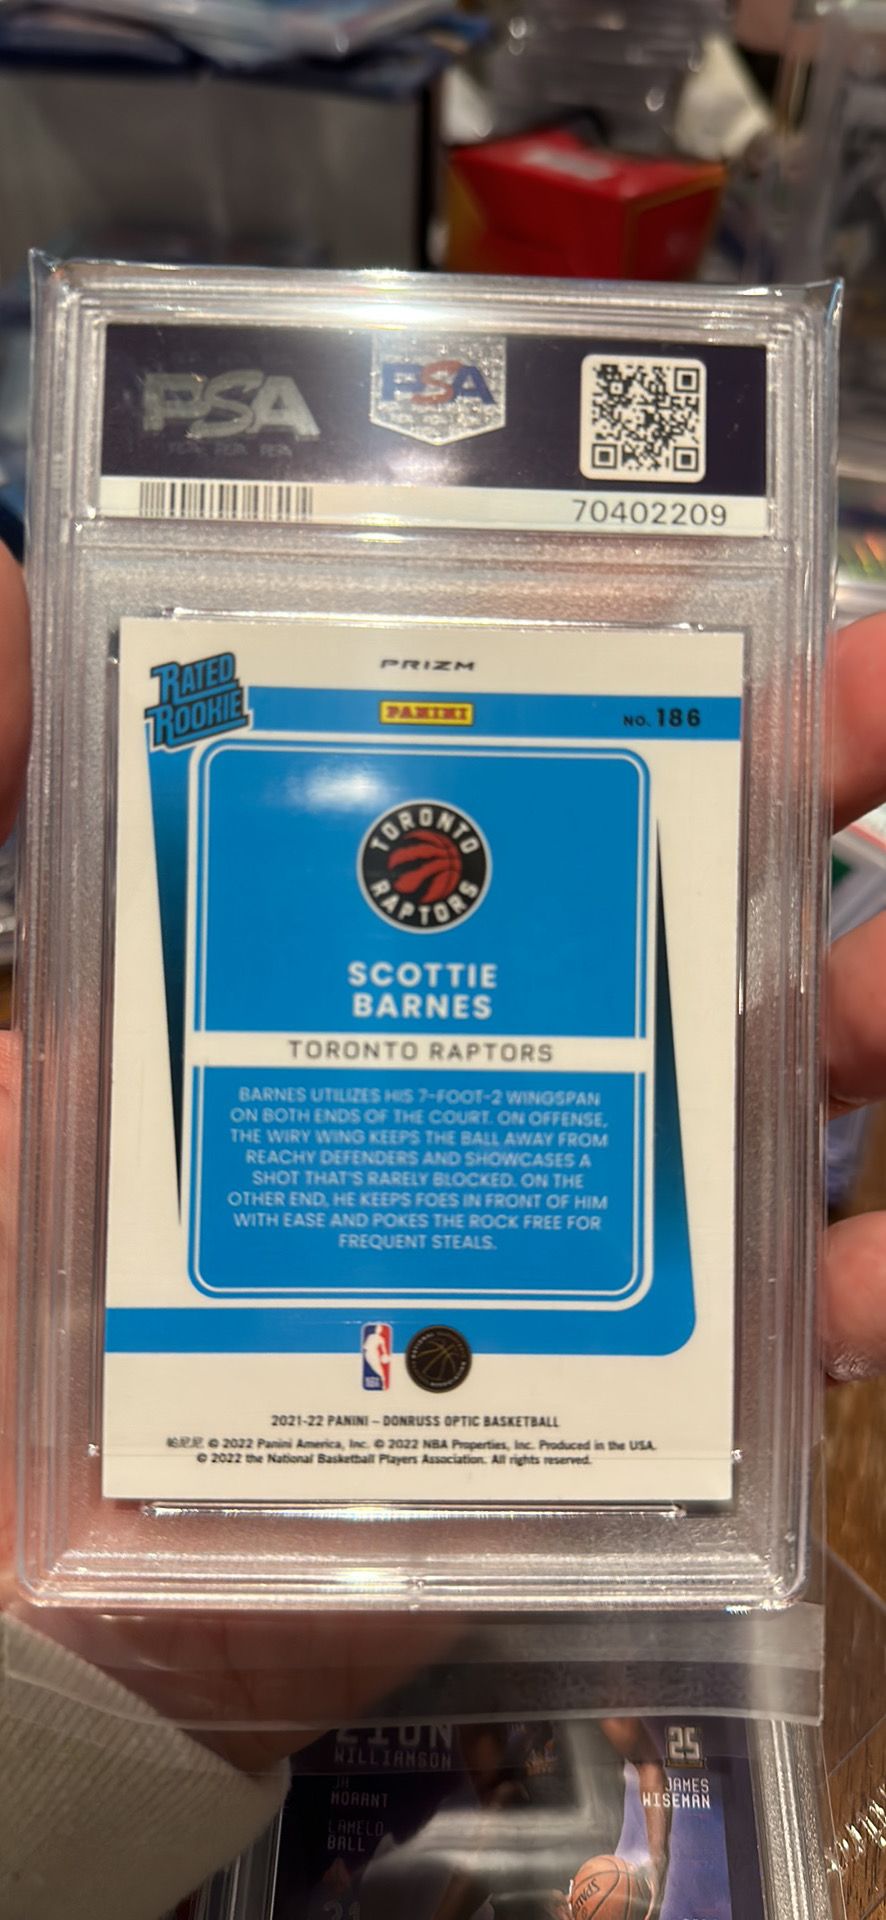 PSA
PSA
70402209
RATED
ROOKIE
PRIZM
PANINI
NO. 186
TORONTO
RAPTORS
SCOTTIE
BARNES
TORONTO RAPTORS
BARNES UTILIZES HIS 7-FOOT-2 WINGSPAN
ON BOTH ENDS OF THE COURT. ON OFFENSE,
THE WIRY WING KEEPS THE BALL AWAY FROM
REACHY DEFENDERS AND SHOWCASES A
SHOT THAT'S RARELY BLOCKED. ON THE
OTHER END, HE KEEPS FOES IN FRONT OF HIM
WITH EASE AND POKES THE ROCK FREE FOR
FREQUENT STEALS.
2021-22 PANINI – DONRUSS OPTIC BASKETBALL
帕尼尼 © 2022 Panini America, Inc. © 2022 NBA Properties, Inc. Produced in the USA.
© 2022 the National Basketball Players Association. All rights reserved.
ZION
WILLIAMSON
JA
MORANT
LAMELO
BALL
25
JAMES
WISEMAN